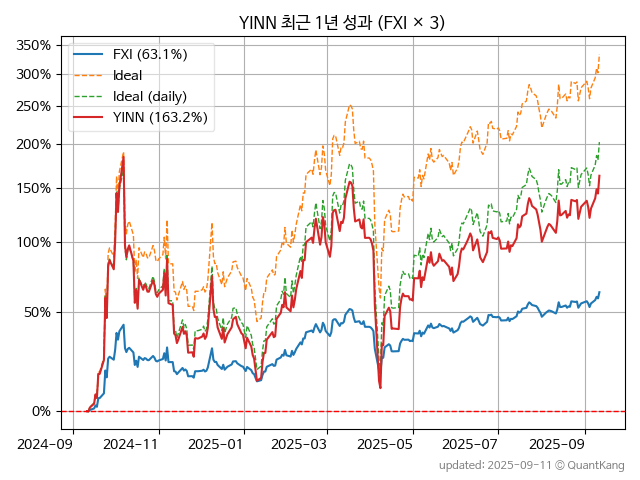 YINN 최근 1년 성과 (FXI × 3)
FXI (63.1%)
Ideal
Ideal (daily)
YINN (163.2%)
350%
300%
250%
200%
150%
100%
50%
0%
2024-09 2024-11 2025-01 2025-03 2025-05 2025-07 2025-09
updated: 2025-09-11 © QuantKang